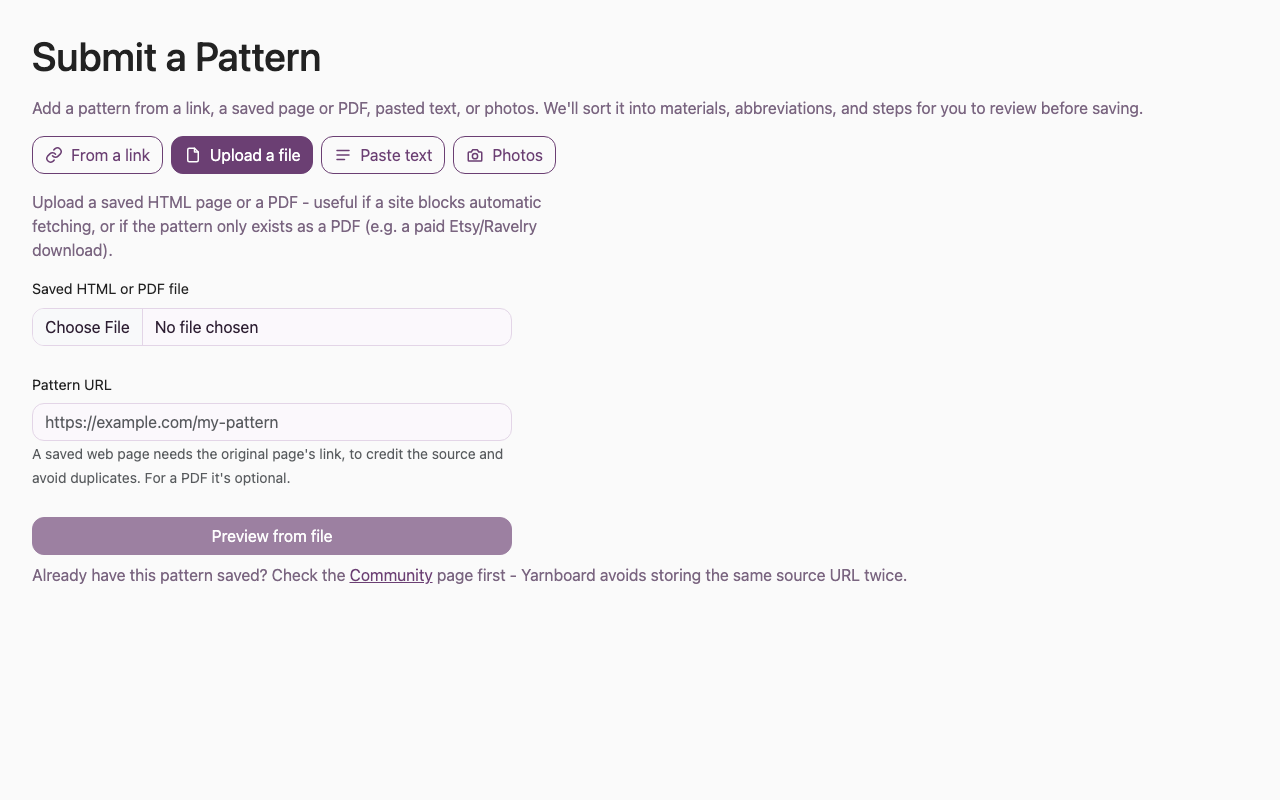 Submit a Pattern
Add a pattern from a link, a saved page or PDF, pasted text, or photos. We'll sort it into materials, abbreviations, and steps for you to review before saving.
From a link
Upload a file
Paste text
Photos
Upload a saved HTML page or a PDF - useful if a site blocks automatic
fetching, or if the pattern only exists as a PDF (e.g. a paid Etsy/Ravelry
download).
Saved HTML or PDF file
Choose File
No file chosen
Pattern URL
https://example.com/my-pattern
A saved web page needs the original page's link, to credit the source and
avoid duplicates. For a PDF it's optional.
Preview from file
Already have this pattern saved? Check the Community page first - Yarnboard avoids storing the same source URL twice.